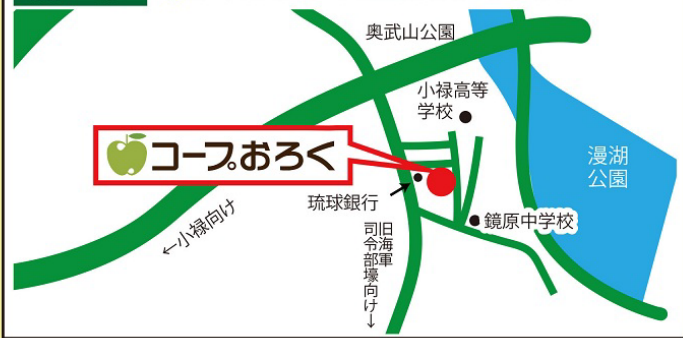 奥武山公園
小禄高等
学校
漫湖
公園
コープおろく
琉球銀行
鏡原中学校
←小禄向け
旧海軍
司令部壕向け→